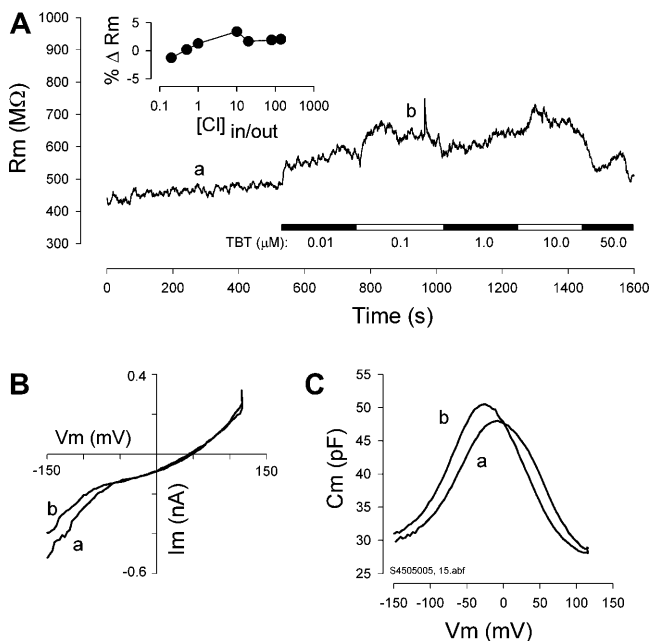 A
% Δ Rm
5
0
-5
0.1 1 10 100 1000
[Cl] in/out
Rm (MΩ)
1000
900
800
700
600
500
400
300
a
b
TBT (μM): 0.01 0.1 1.0 10.0 50.0
0 200 400 600 800 1000 1200 1400 1600
Time (s)
B
0.4
Vm (mV)
-150 150
b
a
Im (nA)
-0.6
C
Cm (pF)
55
50
45
40
35
30
25
b
a
S4505005, 15.abf
-150 -100 -50 0 50 100 150
Vm (mV)